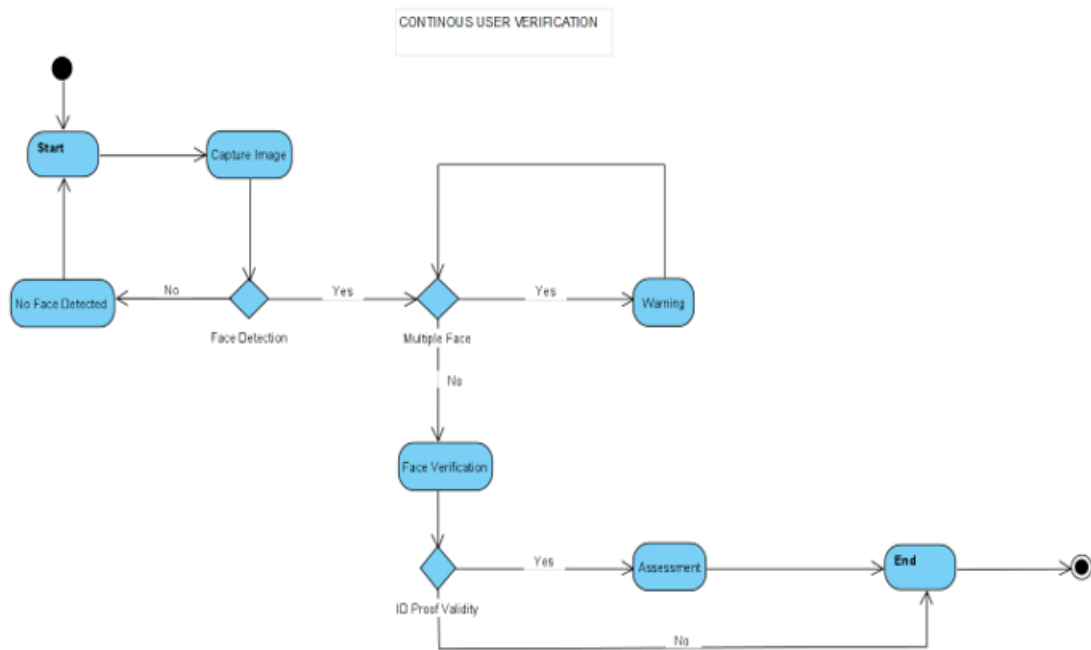 CONTINOUS USER VERIFICATION
Start
Capture Image
No Face Detected
No
Yes
Yes
Warning
Face Detection
Multiple Face
No
Face Verification
Yes
Assessment
End
ID Proof Validity
No